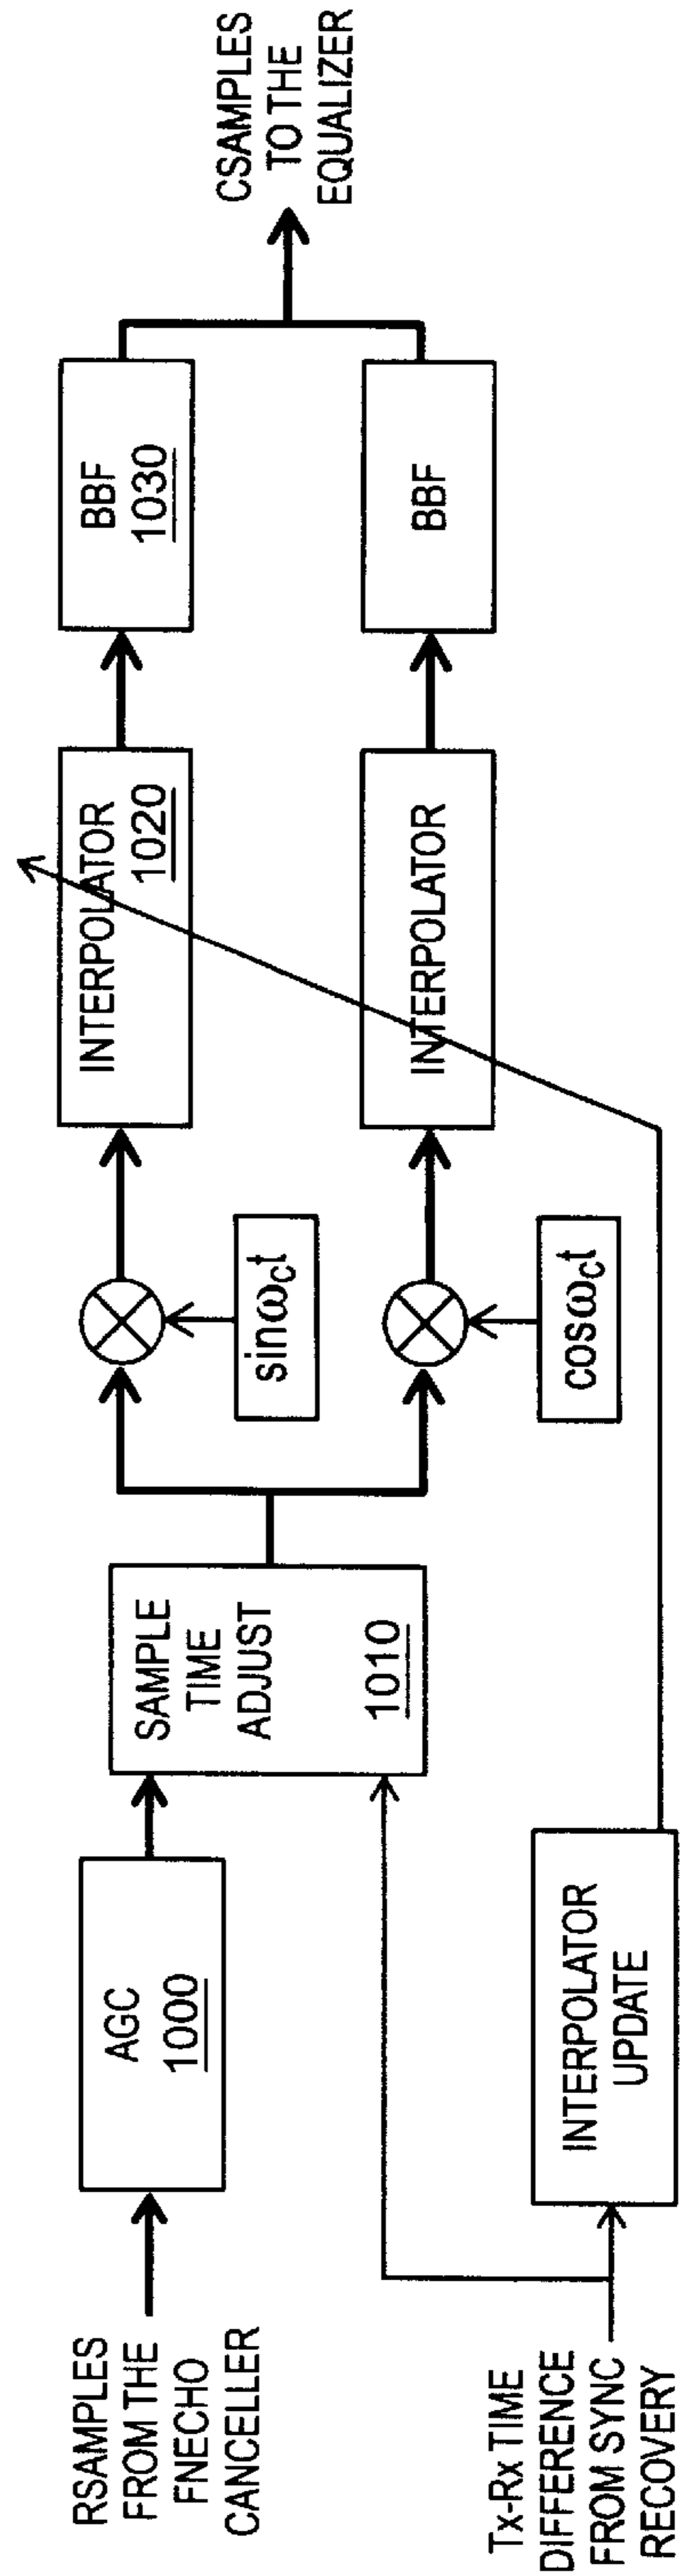 RSAMPLES
FROM THE
FNECHO
CANCELLER
AGC
1000
SAMPLE
TIME
ADJUST
1010
sinωct
INTERPOLATOR
1020
BBF
1030
CSAMPLES
TO THE
EQUALIZER
cosωct
INTERPOLATOR
BBF
Tx-Rx TIME
DIFFERENCE
FROM SYNC
RECOVERY
INTERPOLATOR
UPDATE